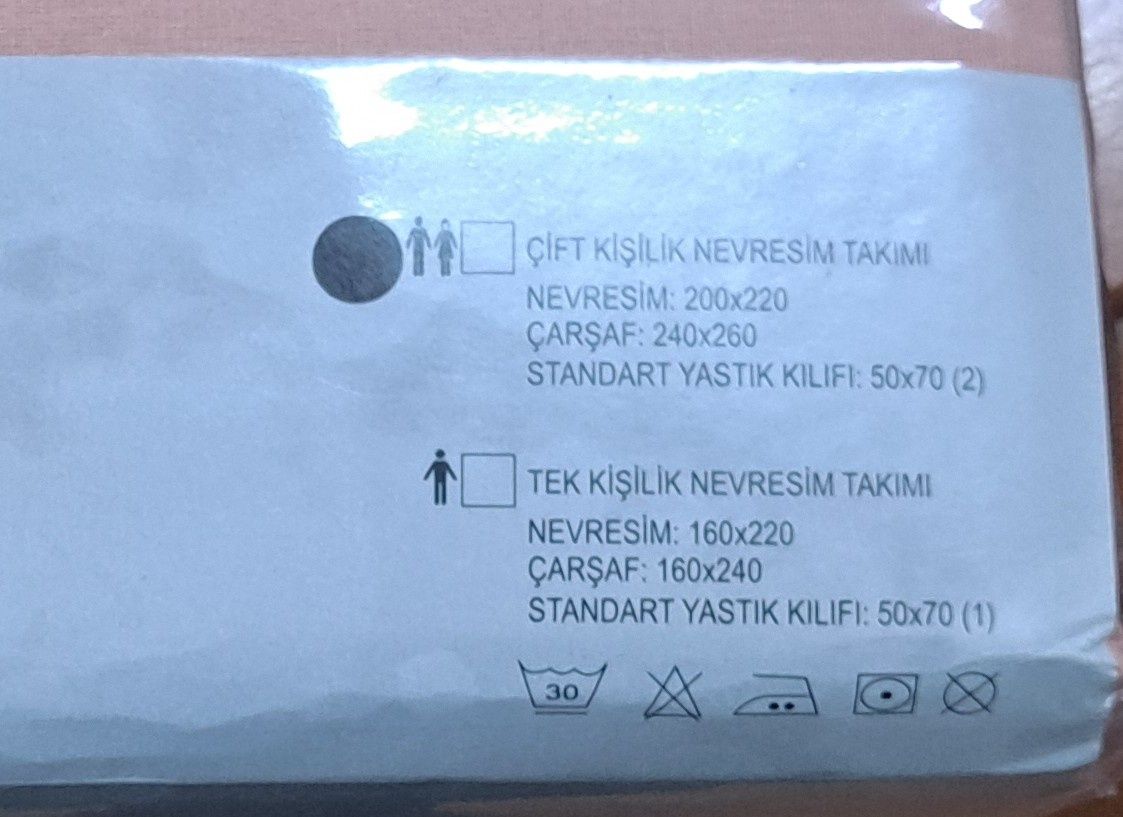 ÇİFT KİŞİLİK NEVRESİM TAKIMI
NEVRESİM: 200x220
ÇARŞAF: 240x260
STANDART YASTIK KILIFI: 50x70 (2)
TEK KİŞİLİK NEVRESİM TAKIMI
NEVRESİM: 160x220
ÇARŞAF: 160x240
STANDART YASTIK KILIFI: 50x70 (1)
30